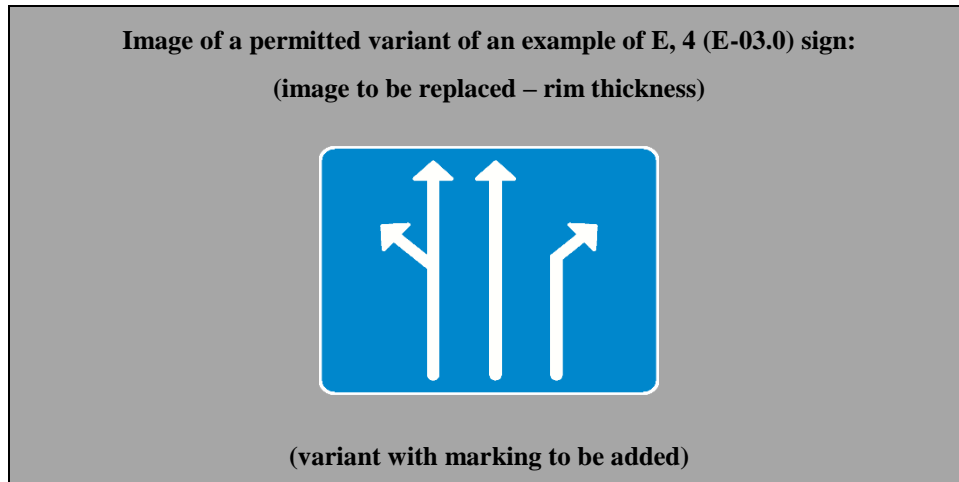 Image of a permitted variant of an example of E, 4 (E-03.0) sign:
(image to be replaced – rim thickness)
(variant with marking to be added)